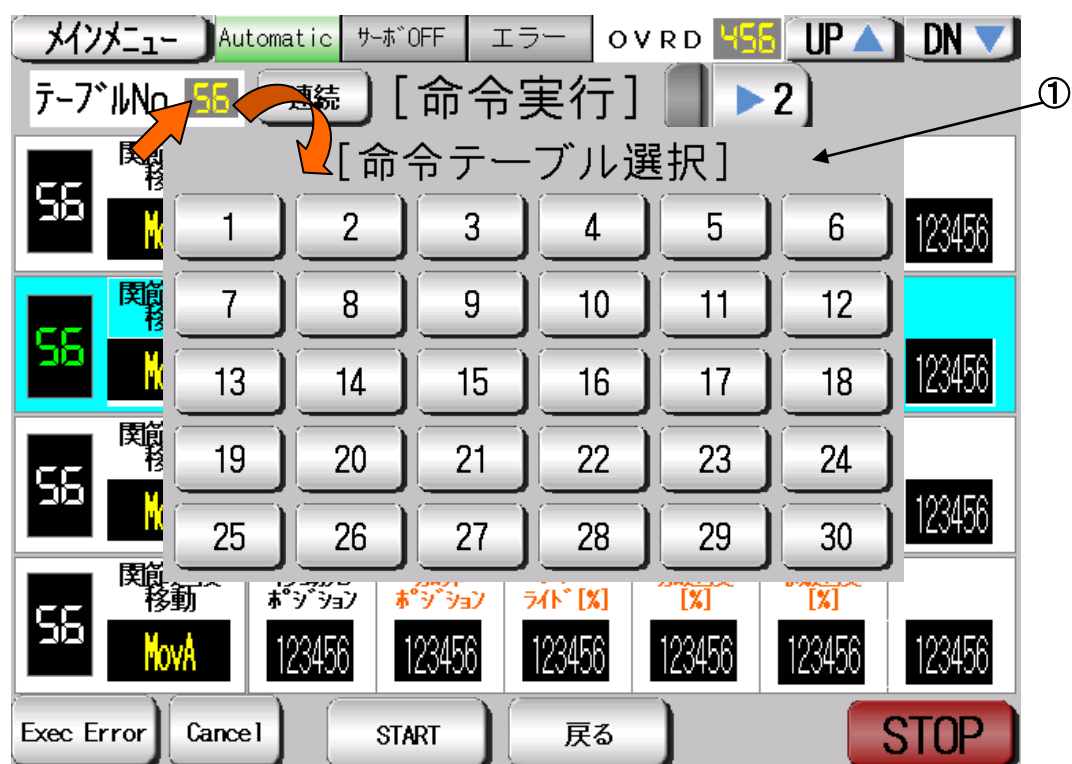 メインメニュー Automatic サーボOFF エラー OVRD 456 UP DN
テーブルNo 56 連続 [命令実行] 2 ①
[命令テーブル選択]
56 123456
1 2 3 4 5 6
7 8 9 10 11 12
56 123456
13 14 15 16 17 18
19 20 21 22 23 24
56 123456
25 26 27 28 29 30
56 移動 ポジション ポジション ライド[%] [%] [%]
MovA 123456 123456 123456 123456 123456 123456
Exec Error Cancel START 戻る STOP